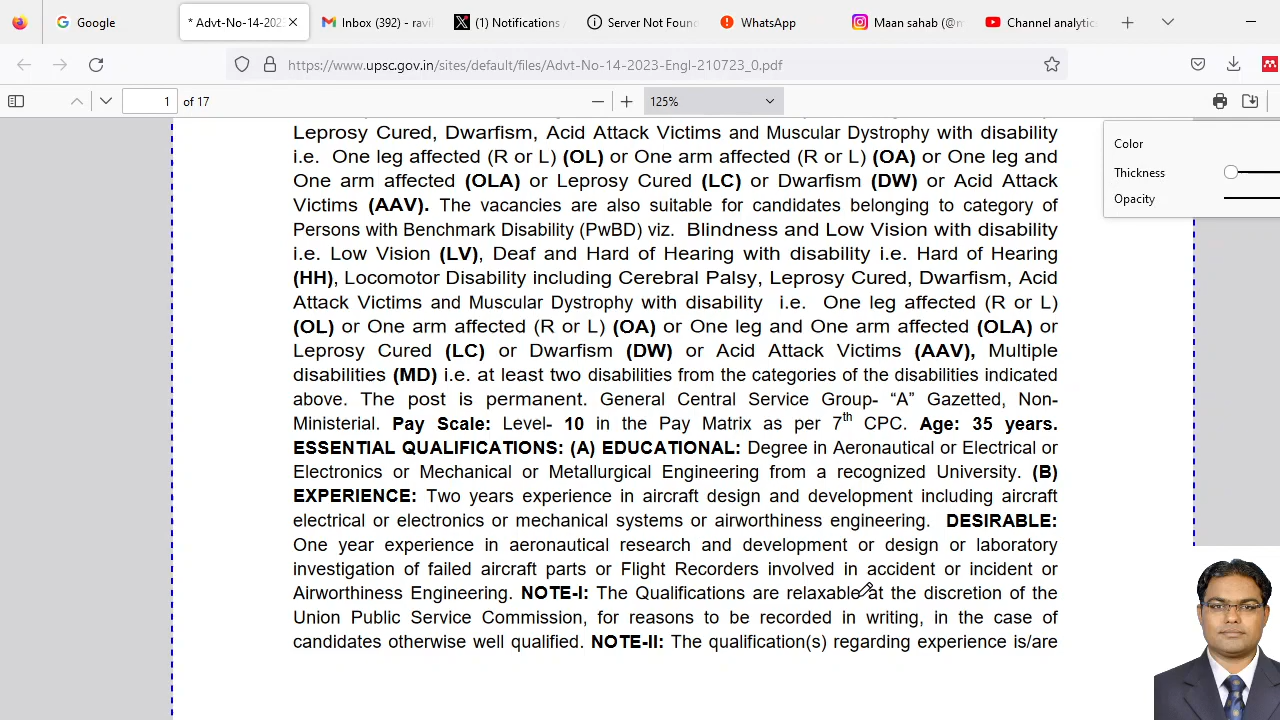 Google
* Advt-No-14-202
Inbox (392) - ravi
(1) Notifications
Server Not Foun
WhatsApp
Maan sahab (@m
Channel analytic
https://www.upsc.gov.in/sites/default/files/Advt-No-14-2023-Engl-210723_0.pdf
1 of 17
125%
Color
Thickness
Opacity
Leprosy Cured, Dwarfism, Acid Attack Victims and Muscular Dystrophy with disability
i.e. One leg affected (R or L) (OL) or One arm affected (R or L) (OA) or One leg and
One arm affected (OLA) or Leprosy Cured (LC) or Dwarfism (DW) or Acid Attack
Victims (AAV). The vacancies are also suitable for candidates belonging to category of
Persons with Benchmark Disability (PwBD) viz. Blindness and Low Vision with disability
i.e. Low Vision (LV), Deaf and Hard of Hearing with disability i.e. Hard of Hearing
(HH), Locomotor Disability including Cerebral Palsy, Leprosy Cured, Dwarfism, Acid
Attack Victims and Muscular Dystrophy with disability i.e. One leg affected (R or L)
(OL) or One arm affected (R or L) (OA) or One leg and One arm affected (OLA) or
Leprosy Cured (LC) or Dwarfism (DW) or Acid Attack Victims (AAV), Multiple
disabilities (MD) i.e. at least two disabilities from the categories of the disabilities indicated
above. The post is permanent. General Central Service Group- “A” Gazetted, Non-
Ministerial. Pay Scale: Level- 10 in the Pay Matrix as per 7th CPC. Age: 35 years.
ESSENTIAL QUALIFICATIONS: (A) EDUCATIONAL: Degree in Aeronautical or Electrical or
Electronics or Mechanical or Metallurgical Engineering from a recognized University. (B)
EXPERIENCE: Two years experience in aircraft design and development including aircraft
electrical or electronics or mechanical systems or airworthiness engineering. DESIRABLE:
One year experience in aeronautical research and development or design or laboratory
investigation of failed aircraft parts or Flight Recorders involved in accident or incident or
Airworthiness Engineering. NOTE-I: The Qualifications are relaxable at the discretion of the
Union Public Service Commission, for reasons to be recorded in writing, in the case of
candidates otherwise well qualified. NOTE-II: The qualification(s) regarding experience is/are